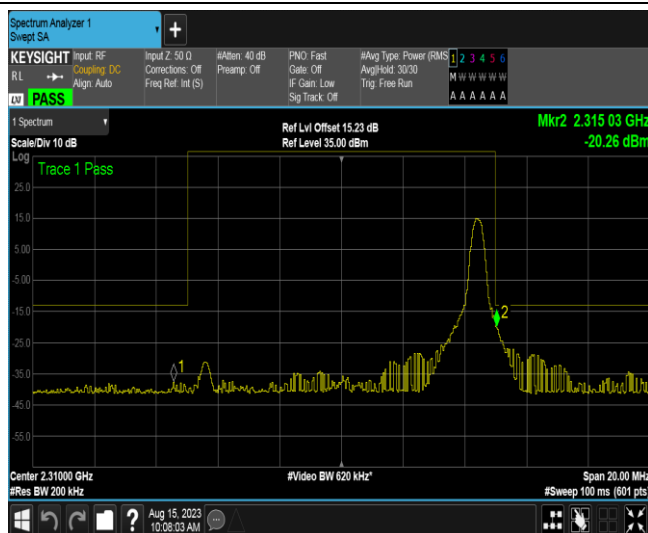 Spectrum Analyzer 1
Swept SA
+
KEYSIGHT
RL
LXI PASS
Input: RF
Coupling: DC
Align: Auto
Input Z: 50 Ω
Corrections: Off
Freq Ref: Int (S)
#Atten: 40 dB
Preamp: Off
PNO: Fast
Gate: Off
IF Gain: Low
Sig Track: Off
#Avg Type: Power (RMS
Avg|Hold: 30/30
Trig: Free Run
1 2 3 4 5 6
M W W W W W
A A A A A A
1 Spectrum
Scale/Div 10 dB
Log
Ref Lvl Offset 15.23 dB
Ref Level 35.00 dBm
Mkr2 2.315 03 GHz
-20.26 dBm
Trace 1 Pass
25.0
15.0
5.00
-5.00
-15.0
-25.0
-35.0
-45.0
-55.0
1
2
Center 2.31000 GHz
#Res BW 200 kHz
#Video BW 620 kHz*
Span 20.00 MHz
#Sweep 100 ms (601 pts)
?
Aug 15, 2023
10:08:03 AM